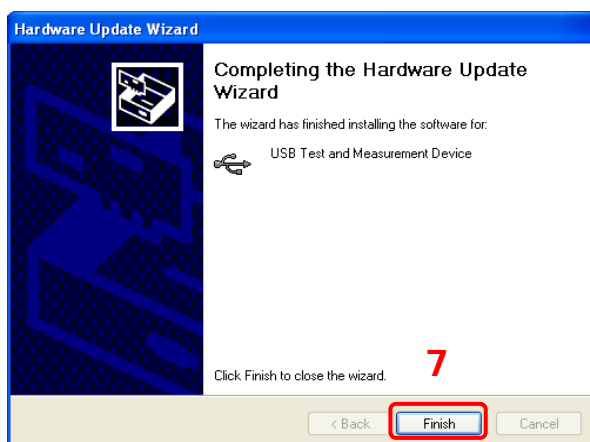 Hardware Update Wizard
Completing the Hardware Update
Wizard
The wizard has finished installing the software for:
USB Test and Measurement Device
Click Finish to close the wizard.
7
< Back Finish Cancel